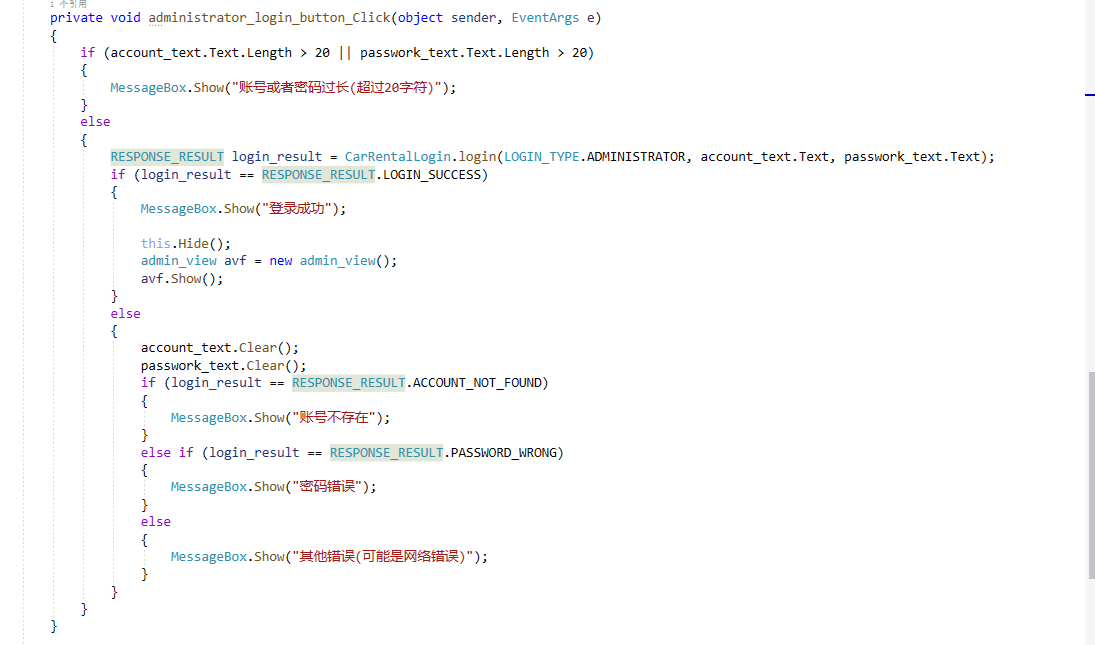 1 个引用
private void administrator_login_button_Click(object sender, EventArgs e)
{
if (account_text.Text.Length > 20 || passwork_text.Text.Length > 20)
{
MessageBox.Show("账号或者密码过长(超过20字符)");
}
else
{
RESPONSE_RESULT login_result = CarRentalLogin.login(LOGIN_TYPE.ADMINISTRATOR, account_text.Text, passwork_text.Text);
if (login_result == RESPONSE_RESULT.LOGIN_SUCCESS)
{
MessageBox.Show("登录成功");
this.Hide();
admin_view avf = new admin_view();
avf.Show();
}
else
{
account_text.Clear();
passwork_text.Clear();
if (login_result == RESPONSE_RESULT.ACCOUNT_NOT_FOUND)
{
MessageBox.Show("账号不存在");
}
else if (login_result == RESPONSE_RESULT.PASSWORD_WRONG)
{
MessageBox.Show("密码错误");
}
else
{
MessageBox.Show("其他错误(可能是网络错误)");
}
}
}
}